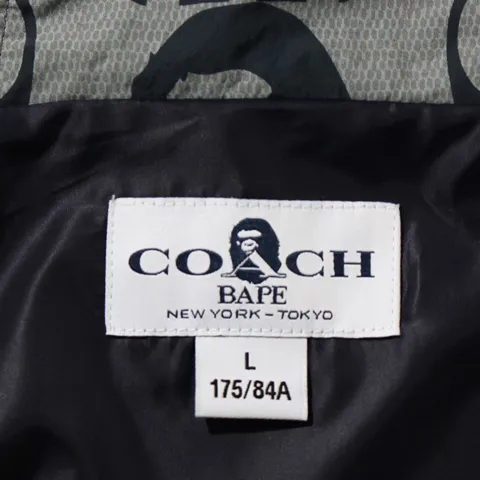 COACH
BAPE
NEW YORK – TOKYO
L
175/84A